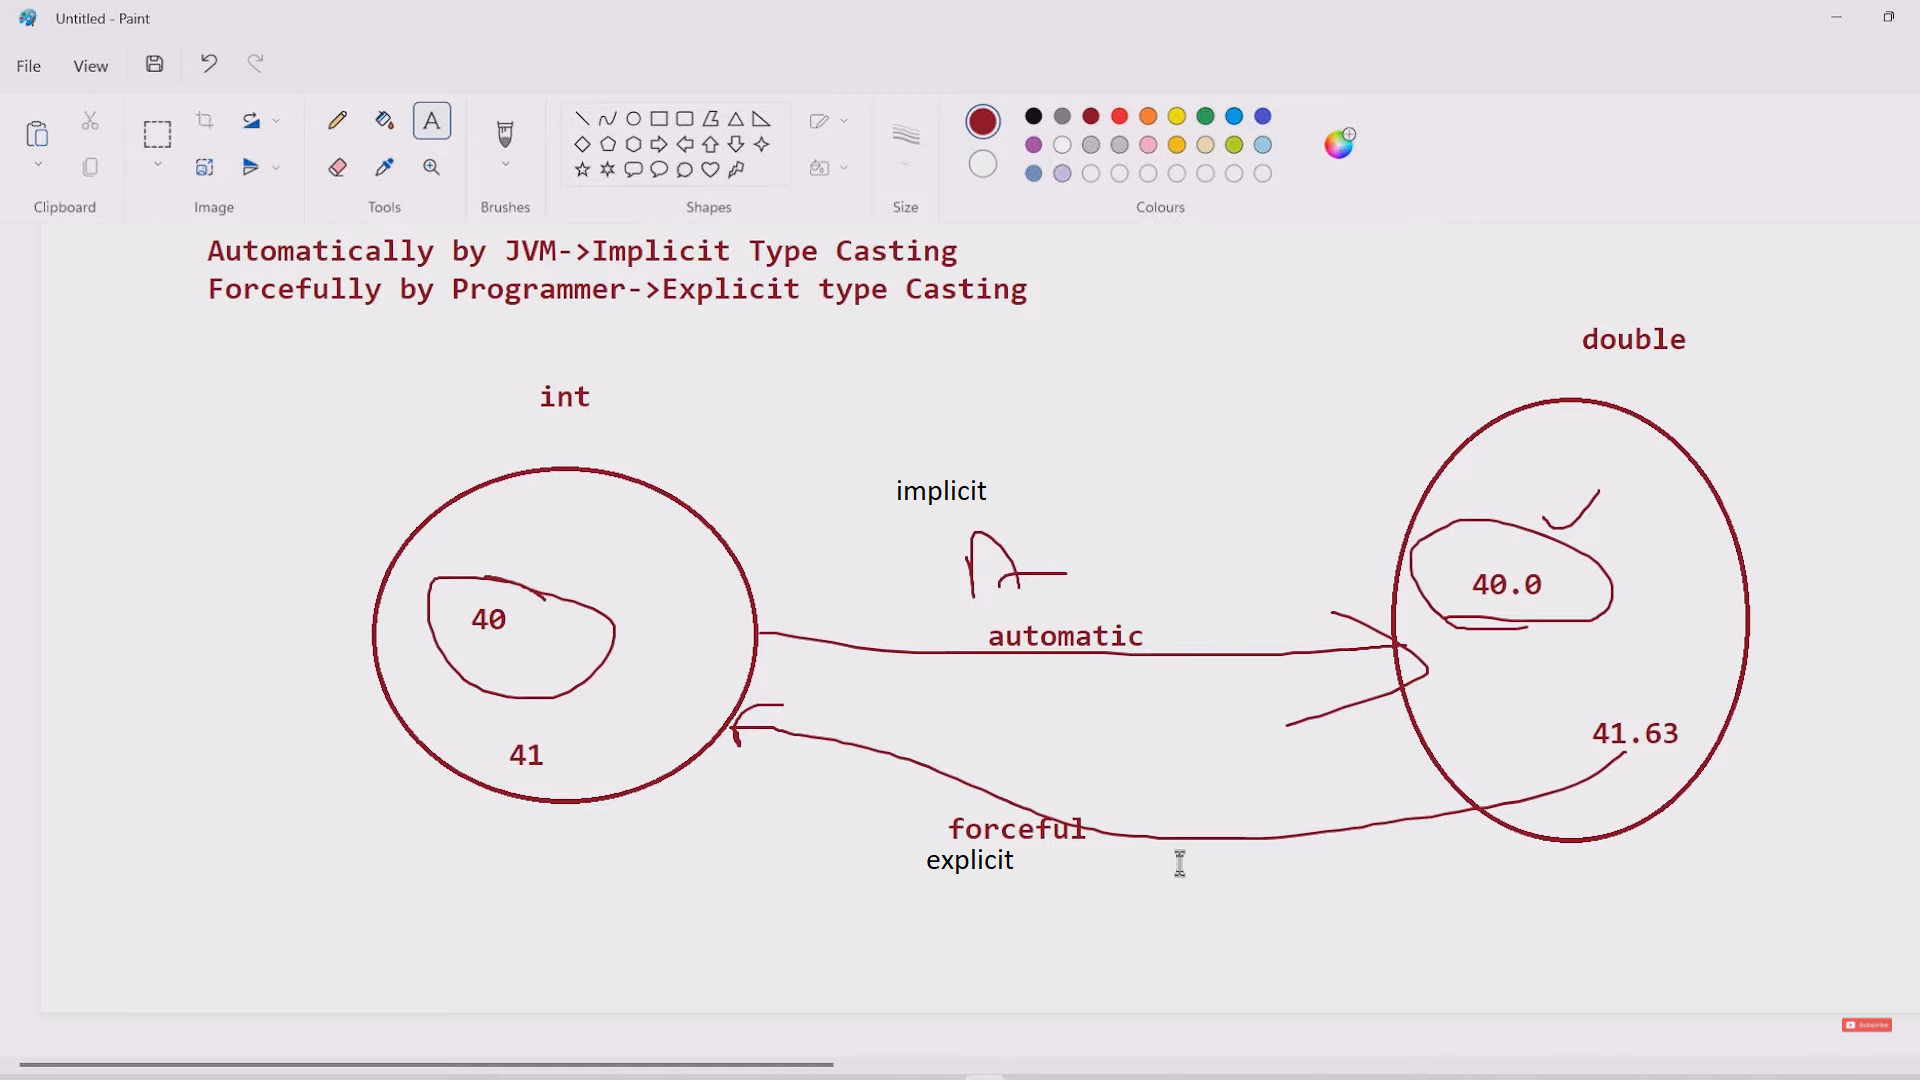 Untitled - Paint
File
View
Clipboard
Image
Tools
Brushes
Shapes
Size
Colours
Automatically by JVM->Implicit Type Casting
Forcefully by Programmer->Explicit type Casting
double
int
implicit
40.0
40
automatic
41.63
41
forceful
explicit
Subscribe